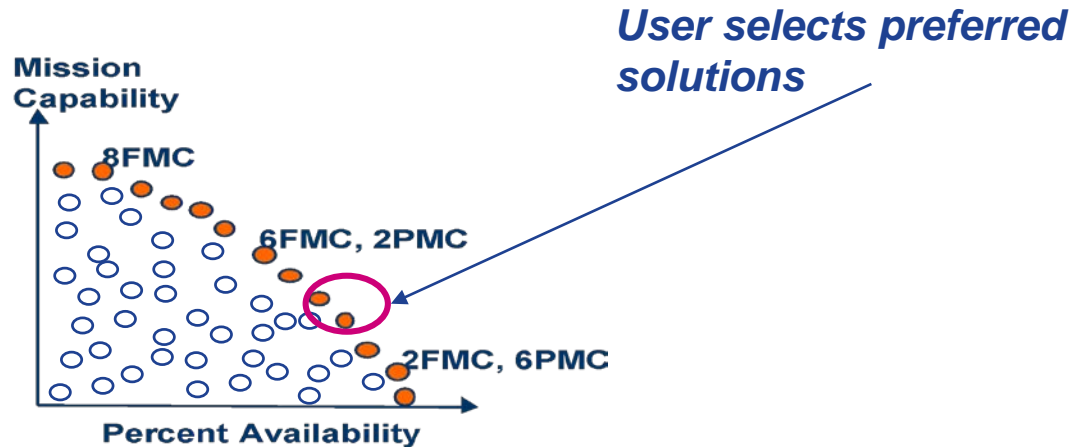 User selects preferred
solutions
Mission
Capability
8FMC
6FMC, 2PMC
2FMC, 6PMC
Percent Availability